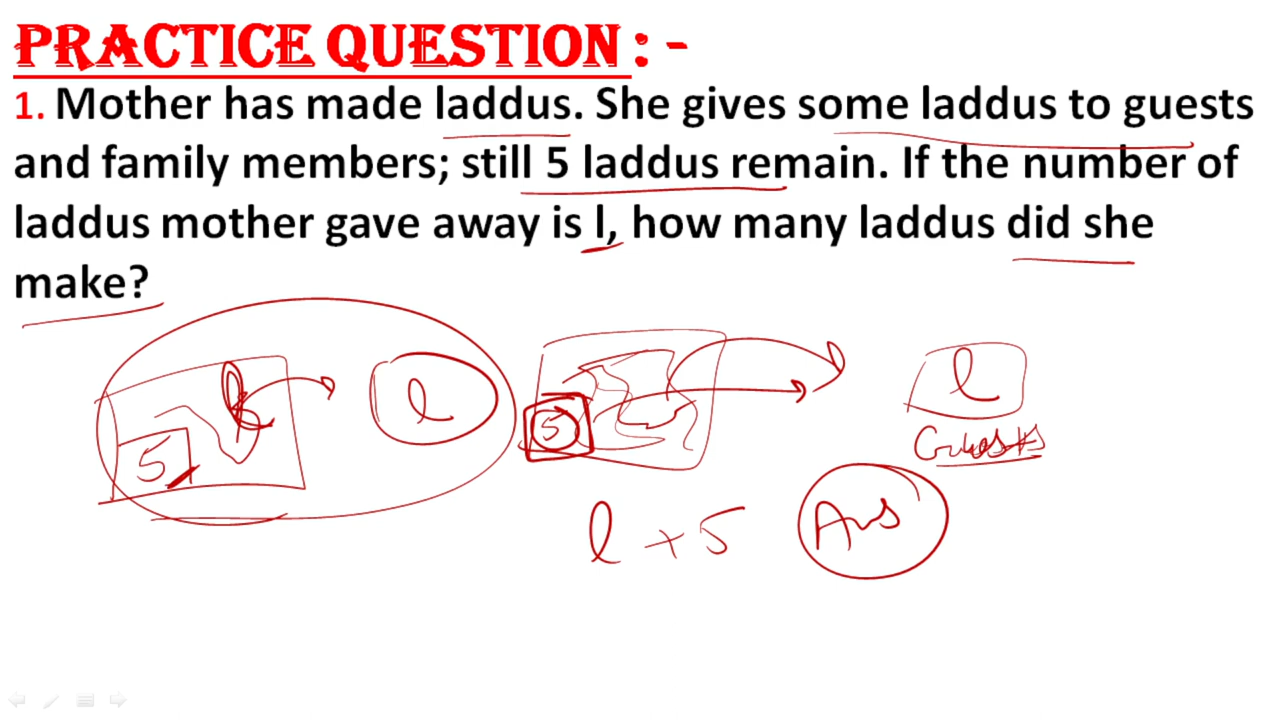 PRACTICE QUESTION : -
1. Mother has made laddus. She gives some laddus to guests
and family members; still 5 laddus remain. If the number of
laddus mother gave away is l, how many laddus did she
make?
5 l
5
l
Guests
l + 5 Ans